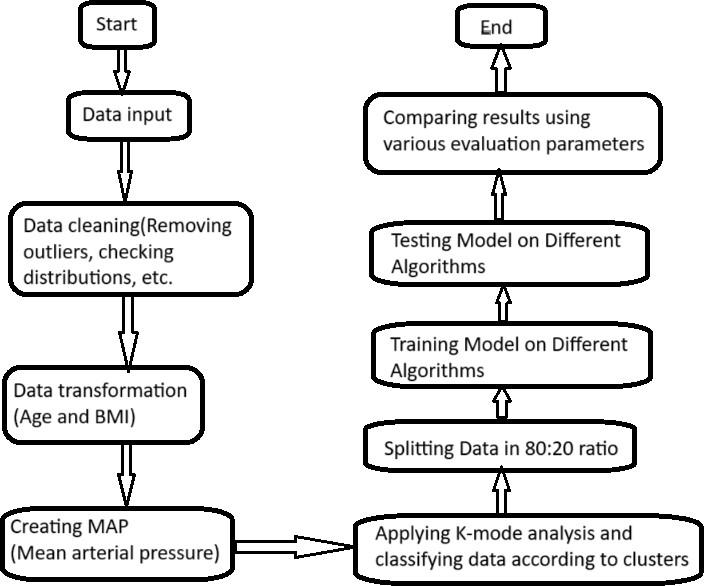 Start
Data input
Data cleaning(Removing
outliers, checking
distributions, etc.
Data transformation
(Age and BMI)
Creating MAP
(Mean arterial pressure)
Applying K-mode analysis and
classifying data according to clusters
Splitting Data in 80:20 ratio
Training Model on Different
Algorithms
Testing Model on Different
Algorithms
Comparing results using
various evaluation parameters
End